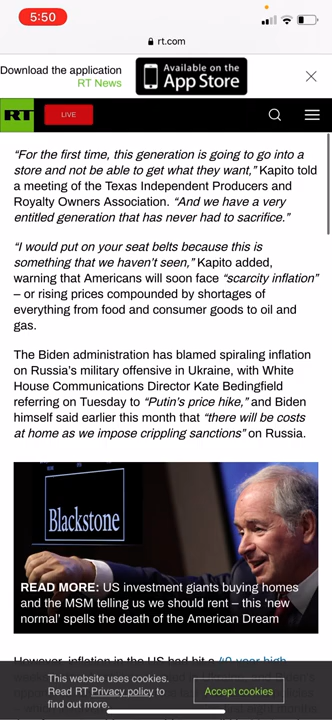 5:50
rt.com
Download the application
RT News
Available on the
App Store
RT
LIVE
“For the first time, this generation is going to go into a
store and not be able to get what they want,” Kapito told
a meeting of the Texas Independent Producers and
Royalty Owners Association. “And we have a very
entitled generation that has never had to sacrifice.”
“I would put on your seat belts because this is
something that we haven’t seen,” Kapito added,
warning that Americans will soon face “scarcity inflation”
– or rising prices compounded by shortages of
everything from food and consumer goods to oil and
gas.
The Biden administration has blamed spiraling inflation
on Russia’s military offensive in Ukraine, with White
House Communications Director Kate Bedingfield
referring on Tuesday to “Putin’s price hike,” and Biden
himself said earlier this month that “there will be costs
at home as we impose crippling sanctions” on Russia.
Blackstone
READ MORE: US investment giants buying homes
and the MSM telling us we should rent – this ‘new
normal’ spells the death of the American Dream
However, inflation in the US had hit a 40-year high
This website uses cookies.
Read RT Privacy policy to
find out more.
Accept cookies